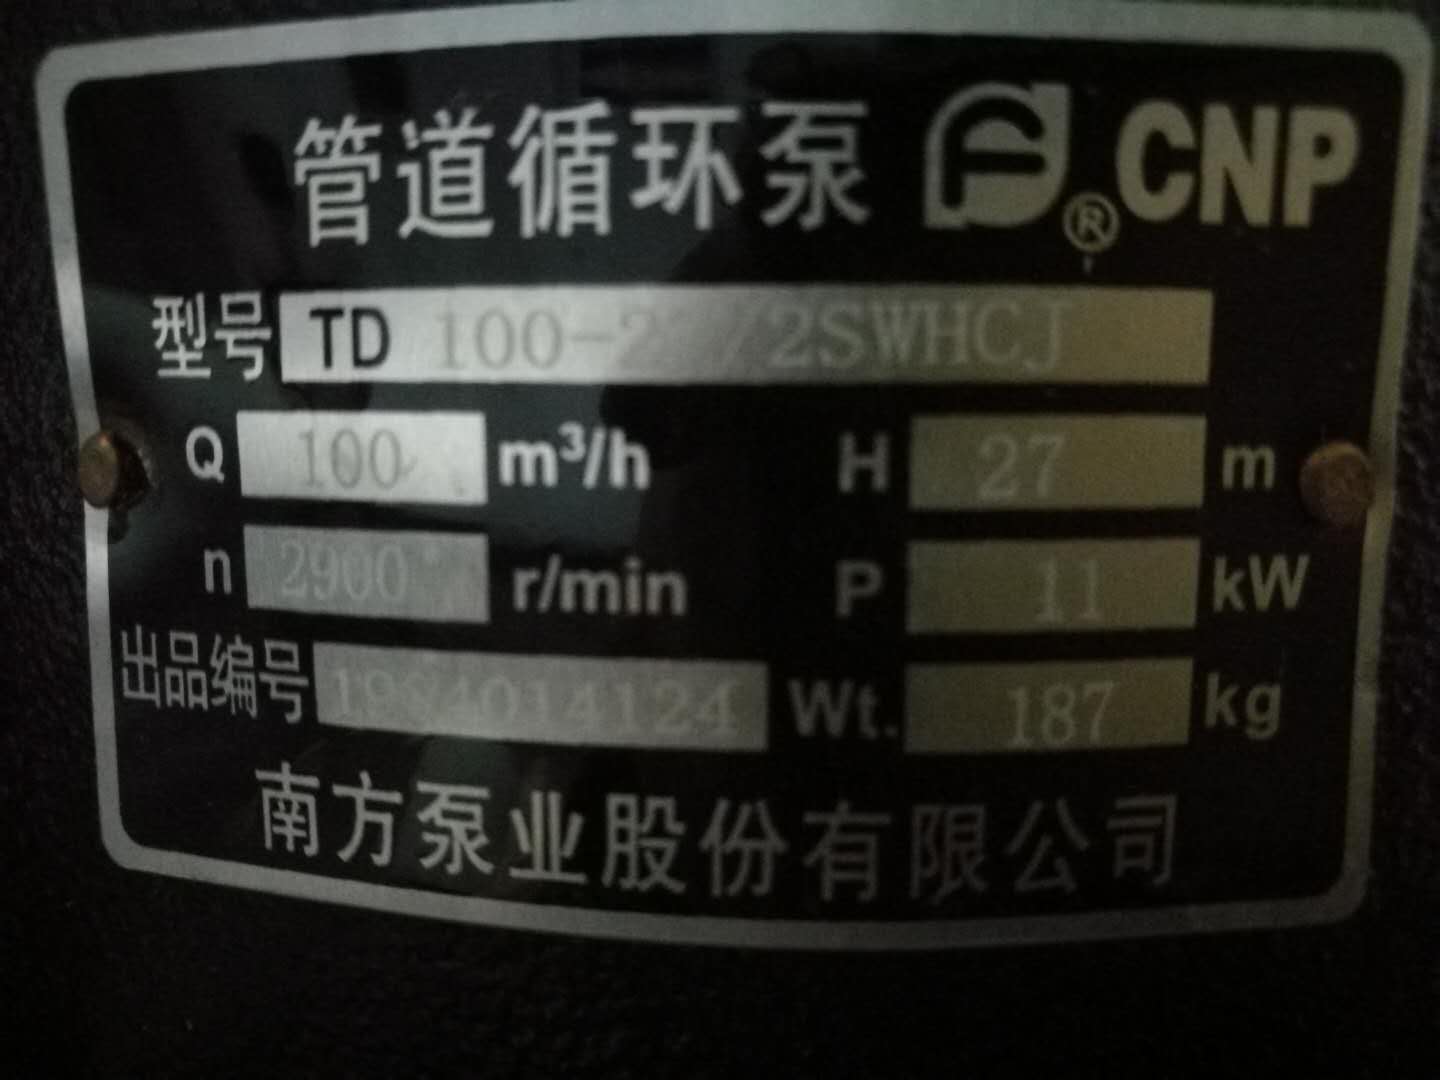 管道循环泵 ® CNP
型号 TD /2SWHCJ
Q 100 m³/h H 27 m
n 2900 r/min P 11 kW
出品编号 Wt. 187 kg
南方泵业股份有限公司